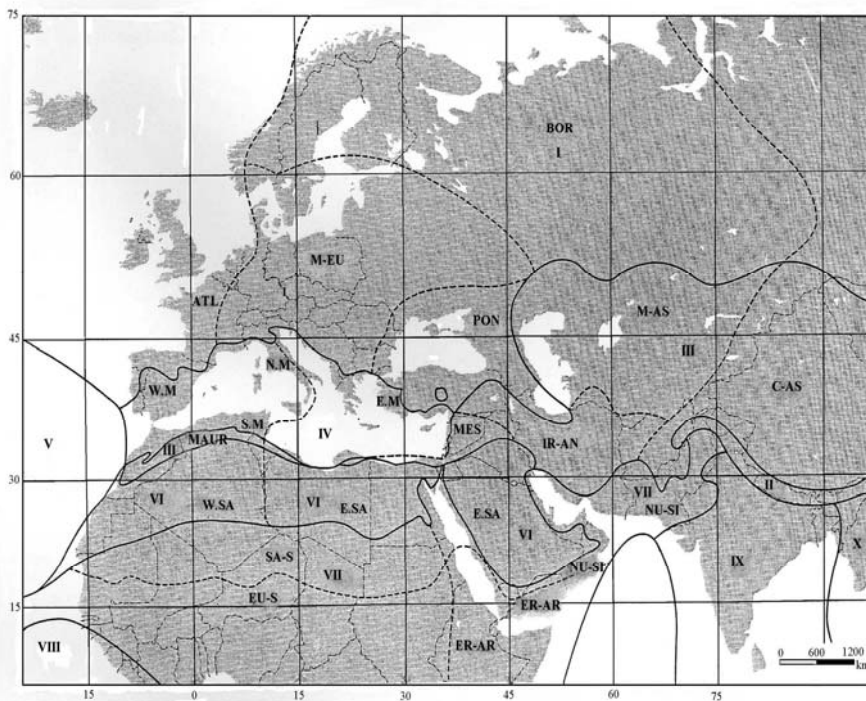 75
BOR
I
60
M-EU
ATL
PON
M-AS
45
III
N.M
C-AS
W.M
E.M
S.M
V
MAUR
IV
MES
IR-AN
III
30
VI
W.SA
VI
E.SA
E.SA
VI
VII
NU-SI
II
SA-S
VII
NU-SI
IX
X
EU-S
ER-AR
15
VIII
ER-AR
0 600 1200
km
15 0 15 30 45 60 75